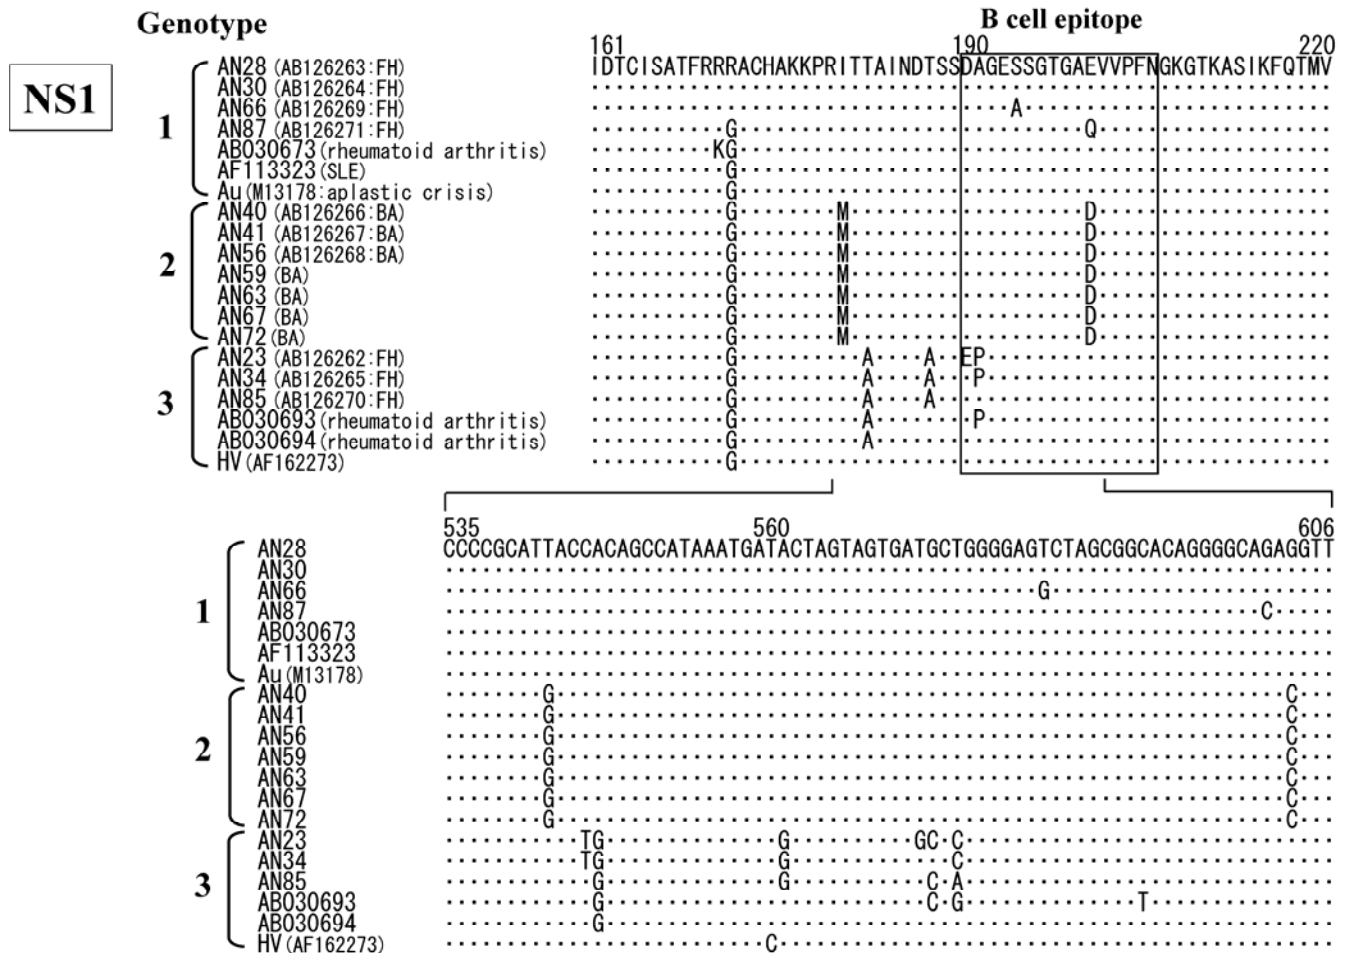 Genotype
B cell epitope
NS1
161 190 220
AN28 (AB126263:FH) IDTCISATFRRRACHAKKPRITTAINDTSSDAGESSGTGAEVVPFNGKGTKASIKFQTMV
AN30 (AB126264:FH) ............................................................
AN66 (AB126269:FH) ..................................A.........................
1 AN87 (AB126271:FH) ...........G............................Q...................
AB030673 (rheumatoid arthritis) ..........KG................................................
AF113323 (SLE) ...........G................................................
Au (M13178:aplastic crisis) ...........G................................................
AN40 (AB126266:BA) ...........G........M...................D...................
AN41 (AB126267:BA) ...........G........M...................D...................
AN56 (AB126268:BA) ...........G........M...................D...................
2 AN59 (BA) ...........G........M...................D...................
AN63 (BA) ...........G........M...................D...................
AN67 (BA) ...........G........M...................D...................
AN72 (BA) ...........G........M...................D...................
AN23 (AB126262:FH) ...........G..........A....A..EP............................
AN34 (AB126265:FH) ...........G..........A....A...P............................
3 AN85 (AB126270:FH) ...........G..........A....A................................
AB030693 (rheumatoid arthritis) ...........G..........A........P............................
AB030694 (rheumatoid arthritis) ...........G..........A.....................................
HV (AF162273) ...........G................................................
535 560 606
AN28 CCCCGCATTACCACAGCCATAAATGATACTAGTAGTGATGCTGGGGAGTCTAGCGGCACAGGGGCAGAGGTT
AN30 ........................................................................
AN66 ................................................G.......................
1 AN87 ..................................................................C.....
AB030673 ........................................................................
AF113323 ........................................................................
Au (M13178) ........................................................................
AN40 ........G...........................................................C...
AN41 ........G...........................................................C...
AN56 ........G...........................................................C...
2 AN59 ........G...........................................................C...
AN63 ........G...........................................................C...
AN67 ........G...........................................................C...
AN72 ........G...........................................................C...
AN23 ...........TG..............G..........GC.C..............................
AN34 ...........TG..............G.............C..............................
3 AN85 ............G..............G...........C.A..............................
AB030693 ............G..........................C.G..............T...............
AB030694 ............G...........................................................
HV (AF162273) ..........................C.............................................